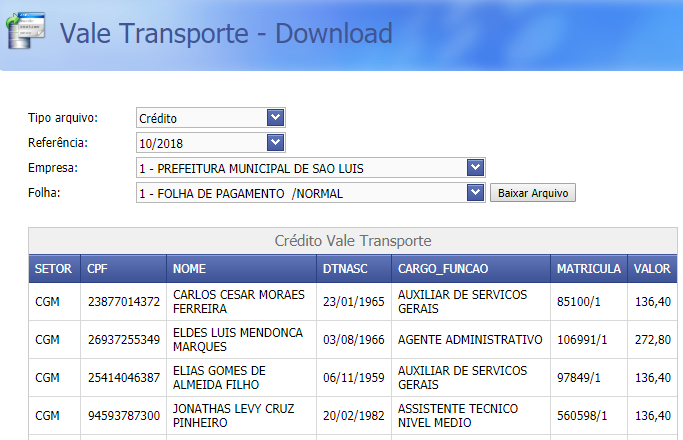 Vale Transporte - Download
Tipo arquivo: Crédito
Referência: 10/2018
Empresa: 1 - PREFEITURA MUNICIPAL DE SAO LUIS
Folha: 1 - FOLHA DE PAGAMENTO /NORMAL Baixar Arquivo
Crédito Vale Transporte
SETOR CPF NOME DTNASC CARGO_FUNCAO MATRICULA VALOR
CGM 23877014372 CARLOS CESAR MORAES FERREIRA 23/01/1965 AUXILIAR DE SERVICOS GERAIS 85100/1 136,40
CGM 26937255349 ELDES LUIS MENDONCA MARQUES 03/08/1966 AGENTE ADMINISTRATIVO 106991/1 272,80
CGM 25414046387 ELIAS GOMES DE ALMEIDA FILHO 06/11/1959 AUXILIAR DE SERVICOS GERAIS 97849/1 136,40
CGM 94593787300 JONATHAS LEVY CRUZ PINHEIRO 20/02/1982 ASSISTENTE TECNICO NIVEL MEDIO 560598/1 136,40